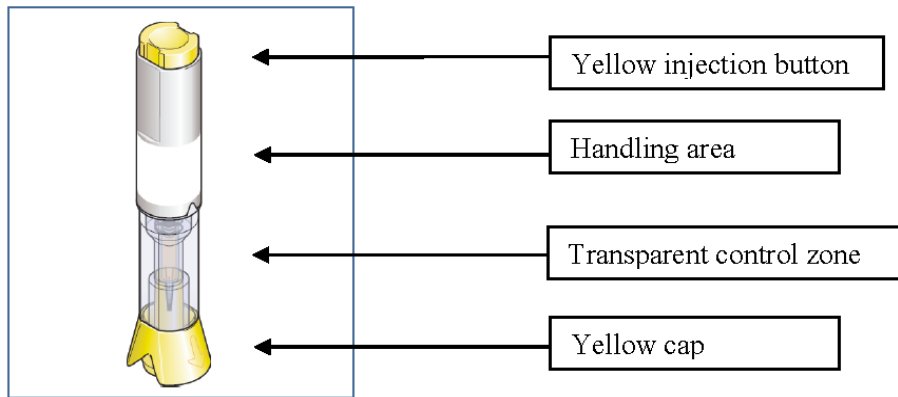 Yellow injection button
Handling area
Transparent control zone
Yellow cap